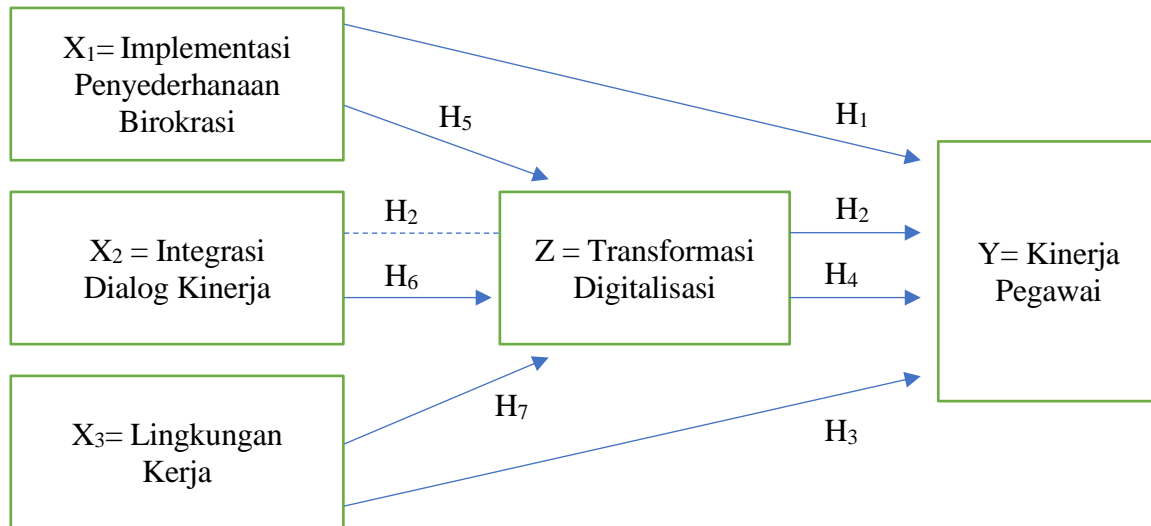 X₁= Implementasi
Penyederhanaan
Birokrasi
H₁
H₅
X₂ = Integrasi
Dialog Kinerja
H₂
H₆
Z = Transformasi
Digitalisasi
H₂
H₄
Y= Kinerja
Pegawai
X₃= Lingkungan
Kerja
H₇
H₃